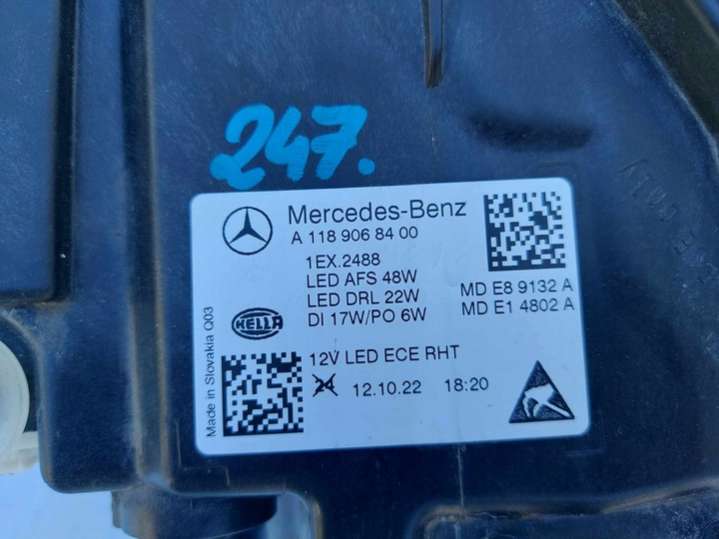 247.
Mercedes-Benz
A 118 906 84 00
1EX.2488
LED AFS 48W
LED DRL 22W
DI 17W/PO 6W
MD E8 9132 A
MD E1 4802 A
HELLA
12V LED ECE RHT
12.10.22 18:20
Made in Slovakia Q03